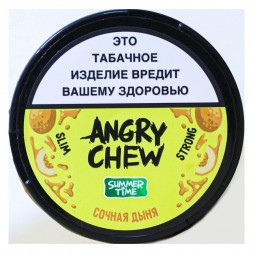 ЭТО
ТАБАЧНОЕ
ИЗДЕЛИЕ ВРЕДИТ
ВАШЕМУ ЗДОРОВЬЮ
ANGRY
CHEW
SLIM
STRONG
SUMMER
TIME
СОЧНАЯ ДЫНЯ